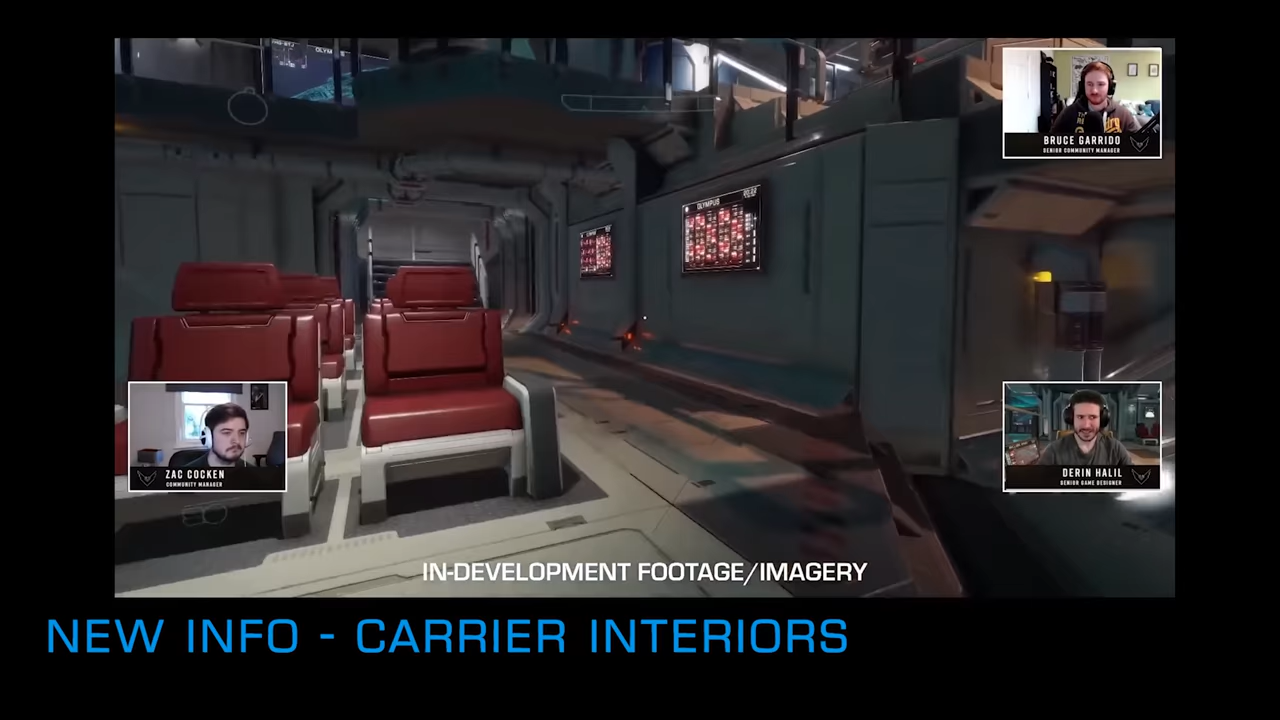 OLYMPUS
BRUCE GARRIDO
SENIOR COMMUNITY MANAGER
ZAC COCKEN
COMMUNITY MANAGER
DERIN HALIL
SENIOR GAME DESIGNER
IN-DEVELOPMENT FOOTAGE/IMAGERY
NEW INFO - CARRIER INTERIORS